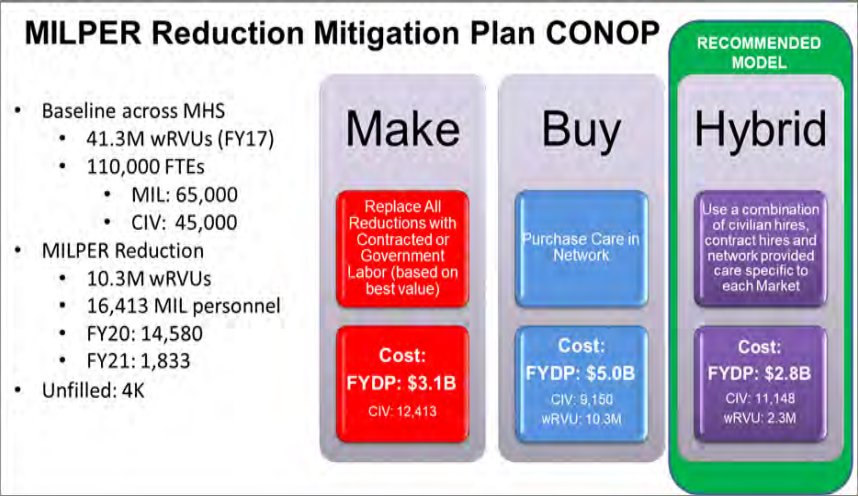 MILPER Reduction Mitigation Plan CONOP
RECOMMENDED
MODEL
• Baseline across MHS
• 41.3M wRVUs (FY17)
• 110,000 FTEs
• MIL: 65,000
• CIV: 45,000
• MILPER Reduction
• 10.3M wRVUs
• 16,413 MIL personnel
• FY20: 14,580
• FY21: 1,833
• Unfilled: 4K
Make
Replace All
Reductions with
Contracted or
Government
Labor (based on
best value)
Cost:
FYDP: $3.1B
CIV: 12,413
Buy
Purchase Care in
Network
Cost:
FYDP: $5.0B
CIV: 9,150
wRVU: 10.3M
Hybrid
Use a combination
of civilian hires,
contract hires and
network provided
care specific to
each Market
Cost:
FYDP: $2.8B
CIV: 11,148
wRVU: 2.3M